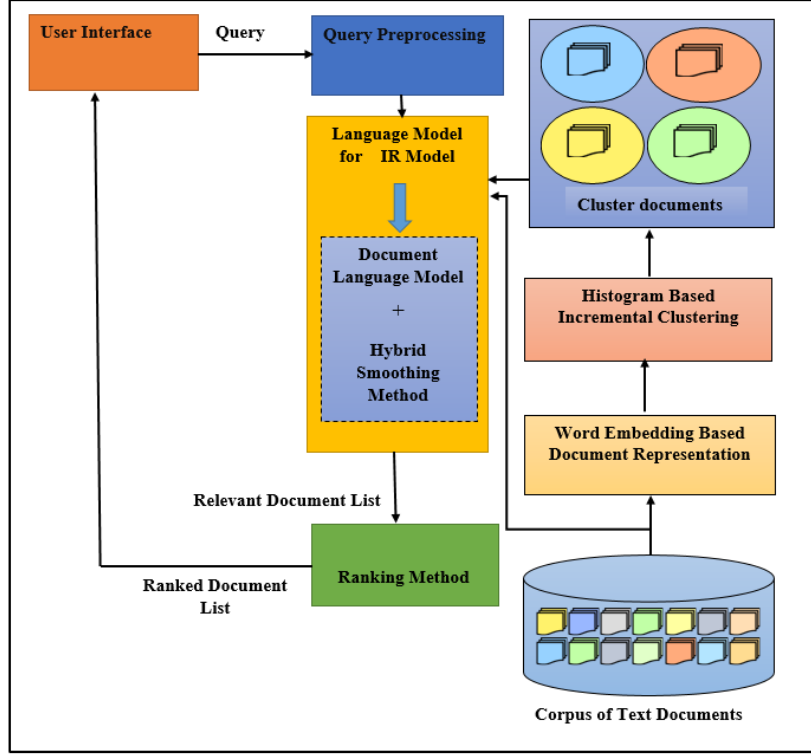 User Interface
Query
Query Preprocessing
Language Model
for IR Model
Document
Language Model
+
Hybrid
Smoothing
Method
Relevant Document List
Ranking Method
Ranked Document
List
Cluster documents
Histogram Based
Incremental Clustering
Word Embedding Based
Document Representation
Corpus of Text Documents